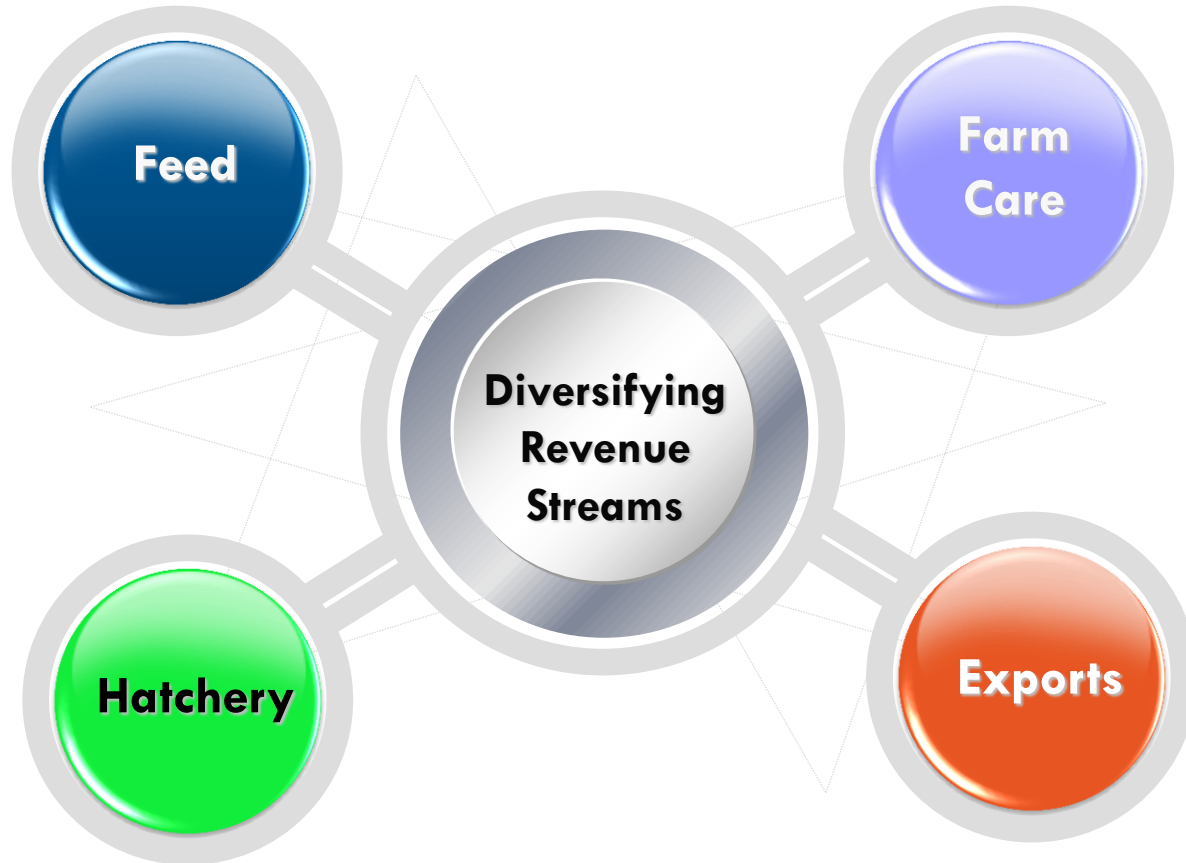 Feed
Farm
Care
Diversifying
Revenue
Streams
Hatchery
Exports